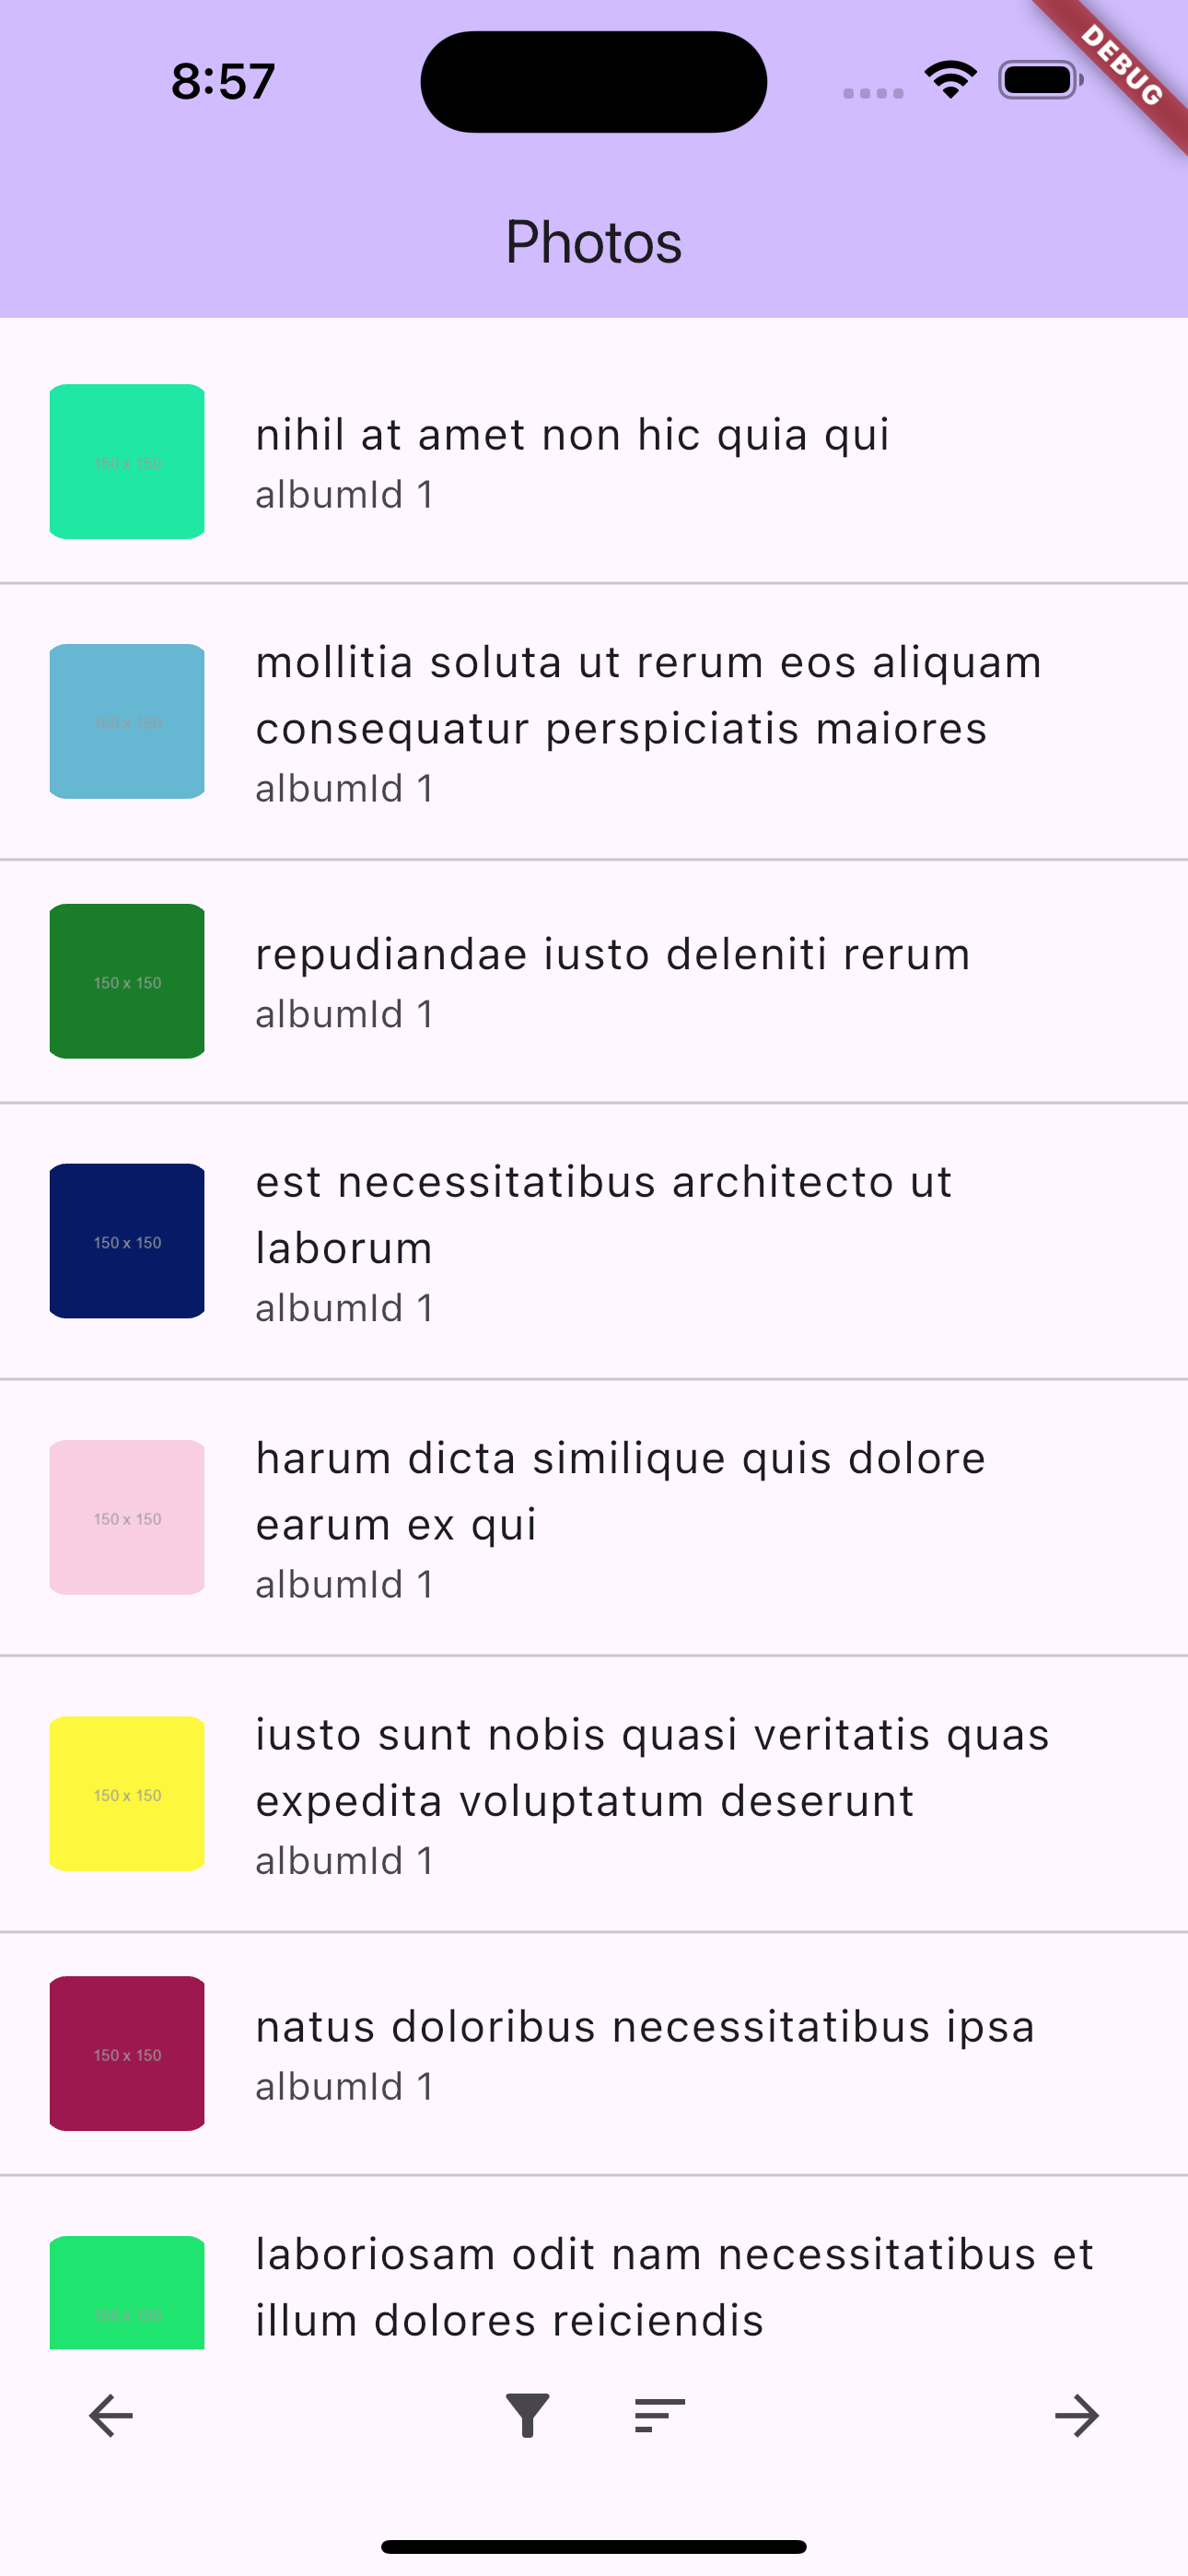 8:57
DEBUG
Photos
150 x 150
nihil at amet non hic quia qui
albumId 1
150 x 150
mollitia soluta ut rerum eos aliquam
consequatur perspiciatis maiores
albumId 1
150 x 150
repudiandae iusto deleniti rerum
albumId 1
150 x 150
est necessitatibus architecto ut
laborum
albumId 1
150 x 150
harum dicta similique quis dolore
earum ex qui
albumId 1
150 x 150
iusto sunt nobis quasi veritatis quas
expedita voluptatum deserunt
albumId 1
150 x 150
natus doloribus necessitatibus ipsa
albumId 1
150 x 150
laboriosam odit nam necessitatibus et
illum dolores reiciendis